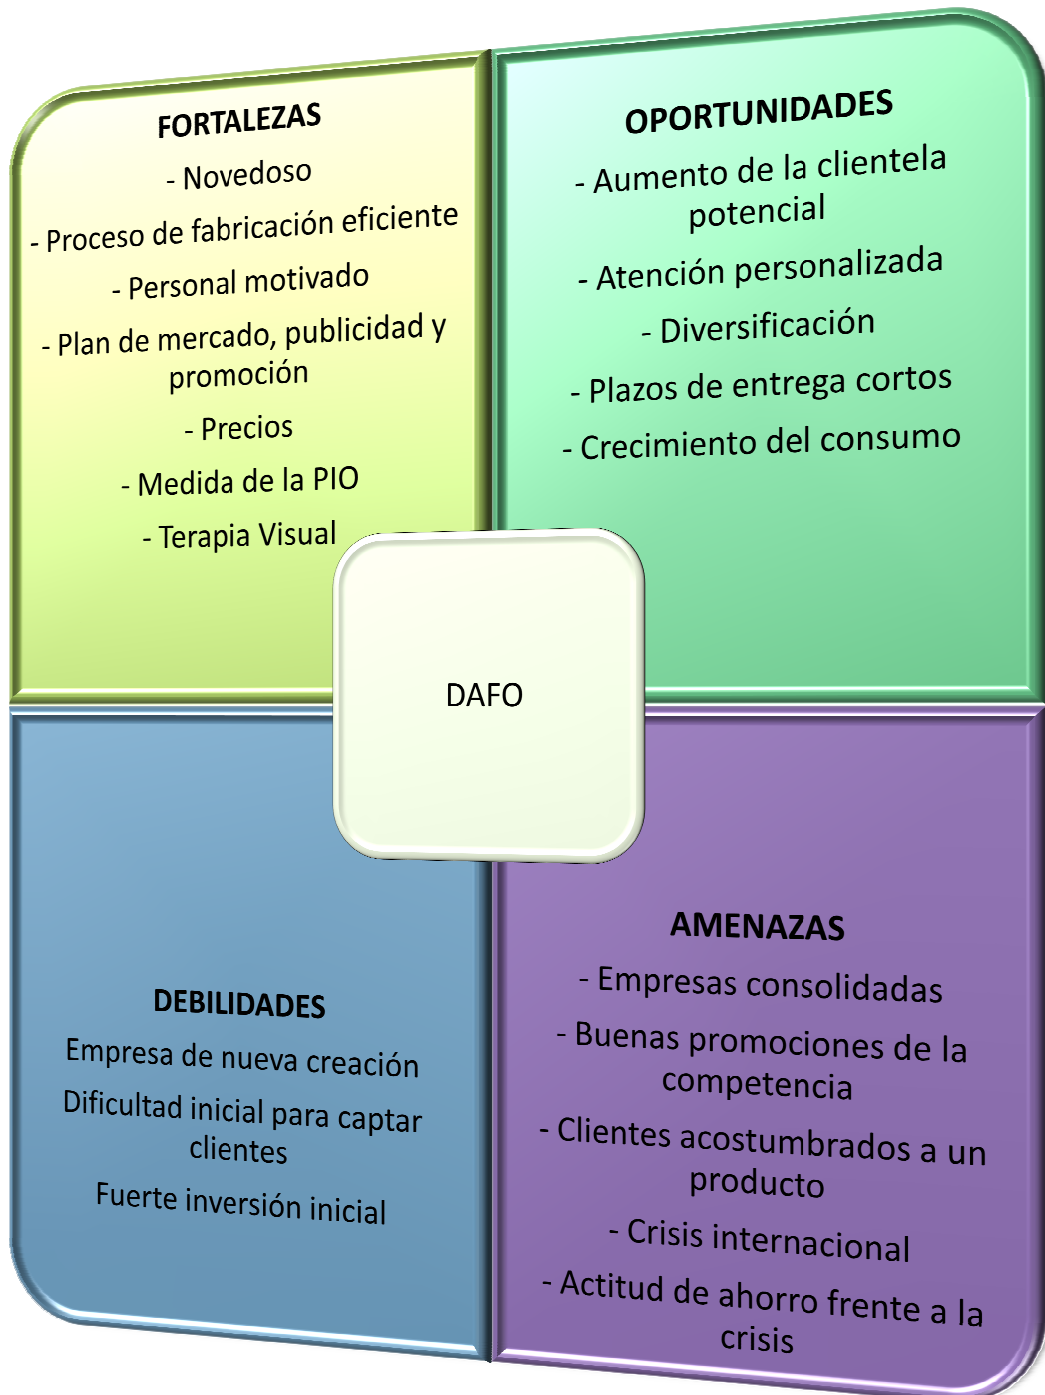 FORTALEZAS
- Novedoso
- Proceso de fabricación eficiente
- Personal motivado
- Plan de mercado, publicidad y
promoción
- Precios
- Medida de la PIO
- Terapia Visual
OPORTUNIDADES
- Aumento de la clientela
potencial
- Atención personalizada
- Diversificación
- Plazos de entrega cortos
- Crecimiento del consumo
DAFO
DEBILIDADES
Empresa de nueva creación
Dificultad inicial para captar
clientes
Fuerte inversión inicial
AMENAZAS
- Empresas consolidadas
- Buenas promociones de la
competencia
- Clientes acostumbrados a un
producto
- Crisis internacional
- Actitud de ahorro frente a la
crisis